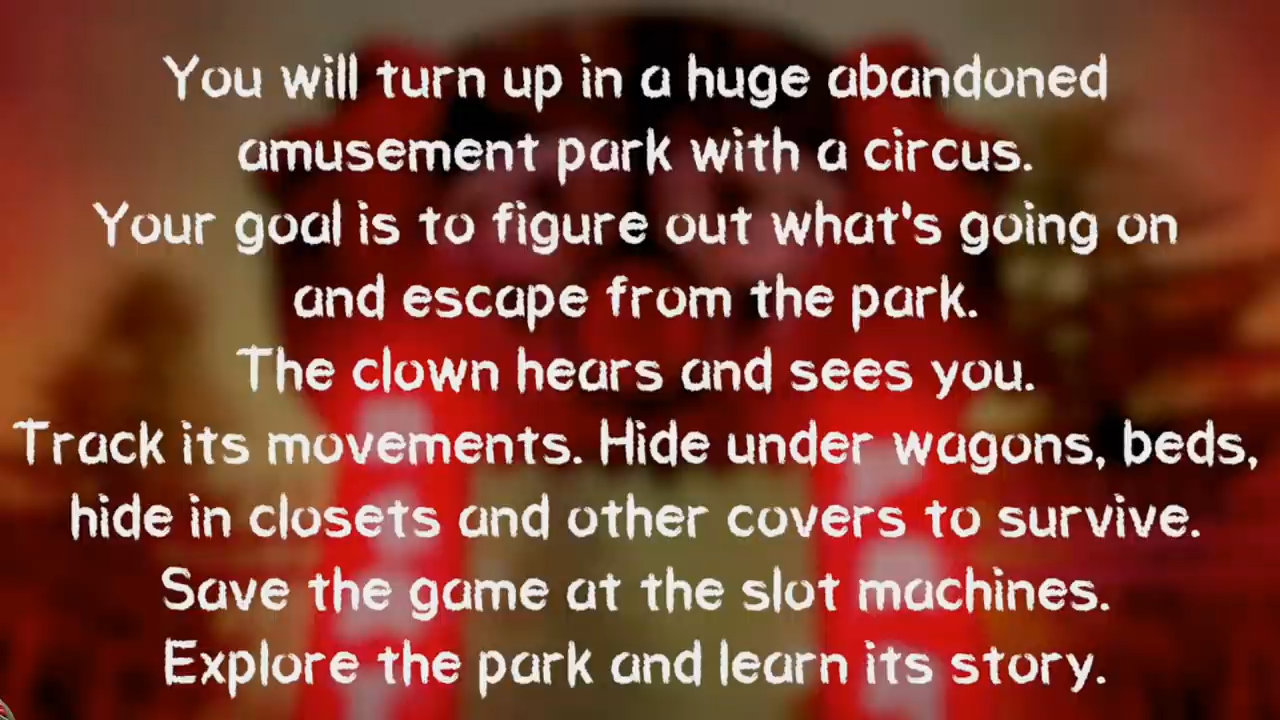 You will turn up in a huge abandoned
amusement park with a circus.
Your goal is to figure out what's going on
and escape from the park.
The clown hears and sees you.
Track its movements. Hide under wagons, beds,
hide in closets and other covers to survive.
Save the game at the slot machines.
Explore the park and learn its story.